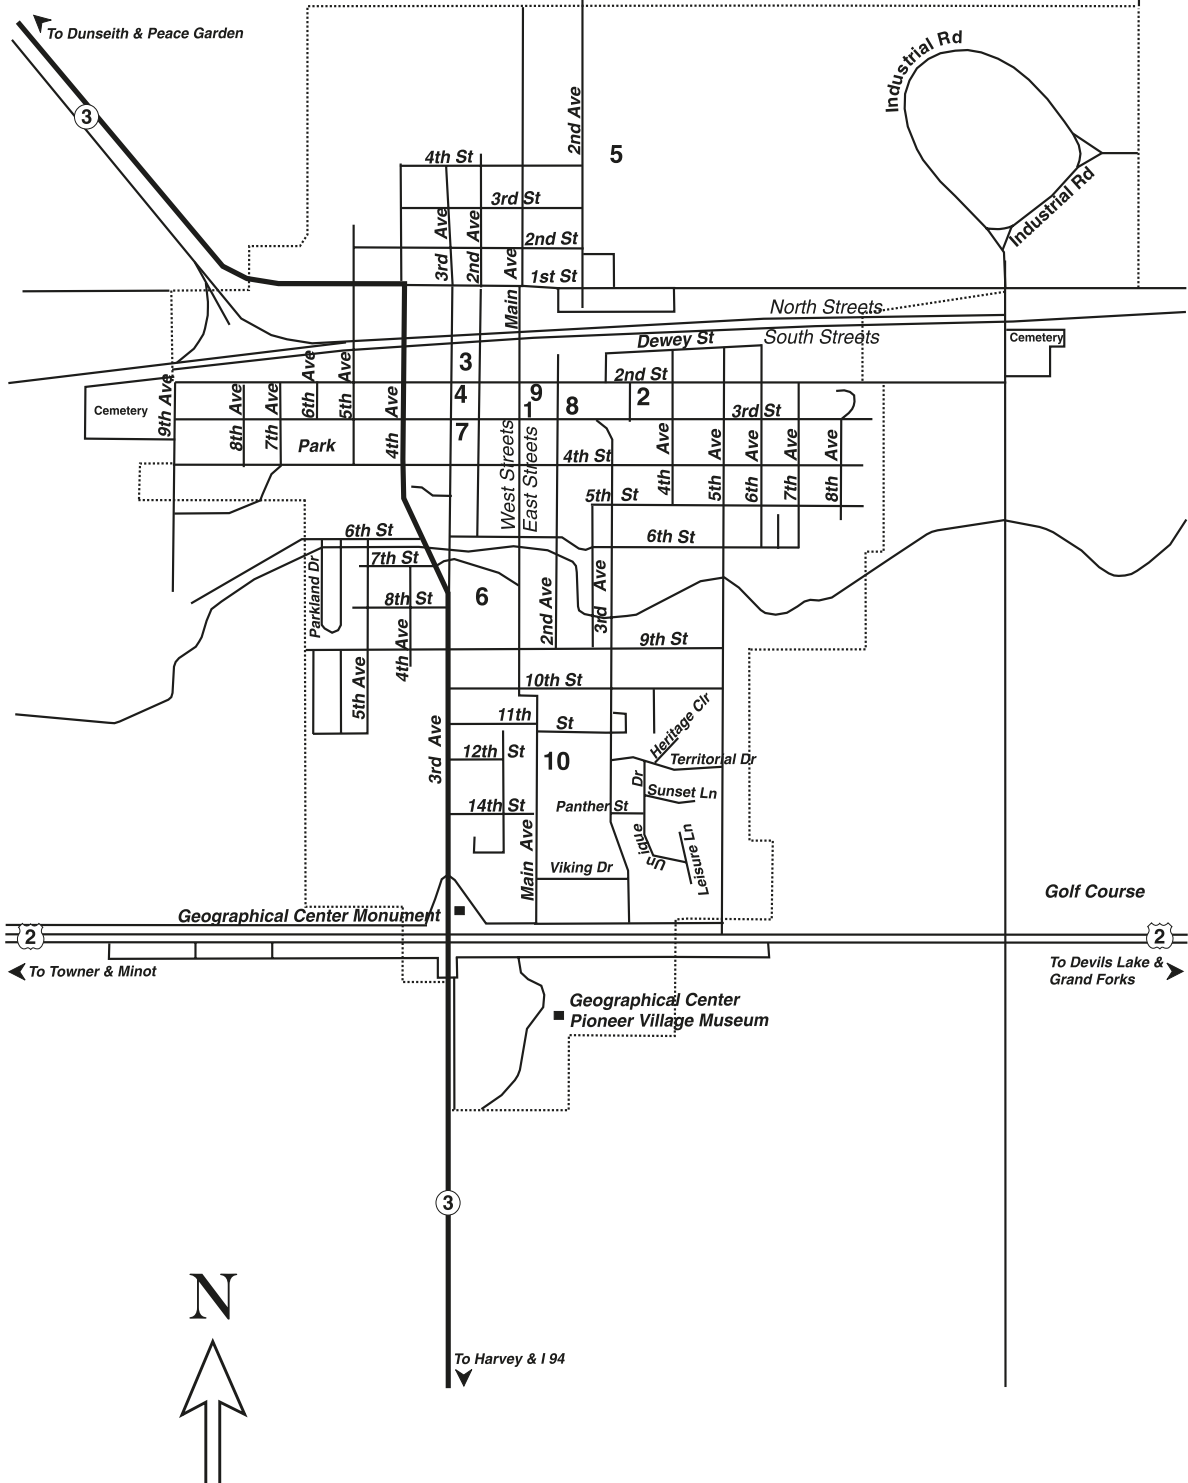 To Dunseith & Peace Garden
Industrial Rd
3
2nd Ave
5
4th St
Industrial Rd
3rd St
3rd Ave
2nd Ave
2nd St
Main Ave
1st St
North Streets
South Streets
Dewey St
Cemetery
3
2nd St
6th Ave
5th Ave
4
9
1
8
2
3rd St
Cemetery
9th Ave
8th Ave
7th Ave
Park
4th Ave
7
West Streets
East Streets
4th St
4th Ave
5th Ave
6th Ave
7th Ave
8th Ave
5th St
6th St
6th St
7th St
Parkland Dr
8th St
6
2nd Ave
3rd Ave
4th Ave
9th St
5th Ave
10th St
11th St
Heritage Clr
3rd Ave
12th St
10
Territorial Dr
Dr
Sunset Ln
14th St
Panther St
Main Ave
Unique
Leisure Ln
Viking Dr
Golf Course
Geographical Center Monument
2
2
To Towner & Minot
To Devils Lake &
Grand Forks
Geographical Center
Pioneer Village Museum
3
N
To Harvey & I 94